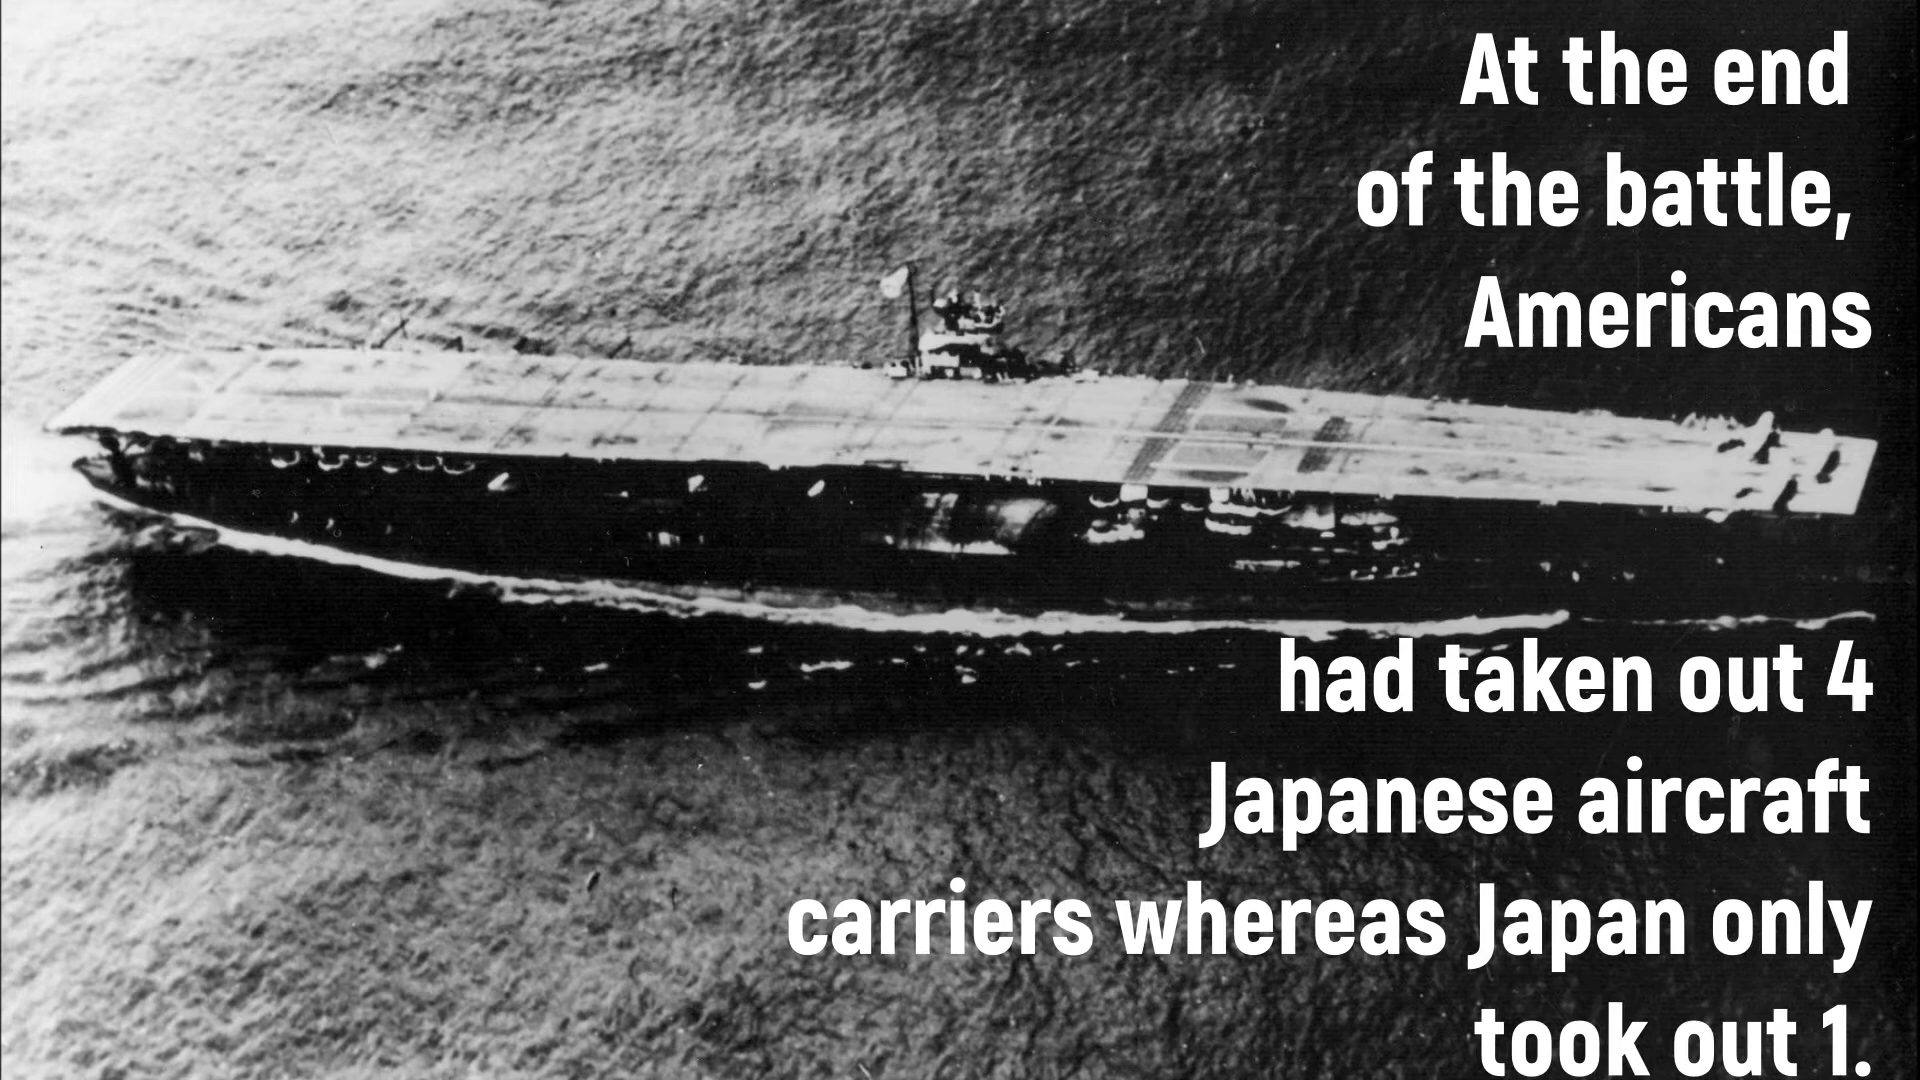 At the end
of the battle,
Americans
had taken out 4
Japanese aircraft
carriers whereas Japan only
took out 1.